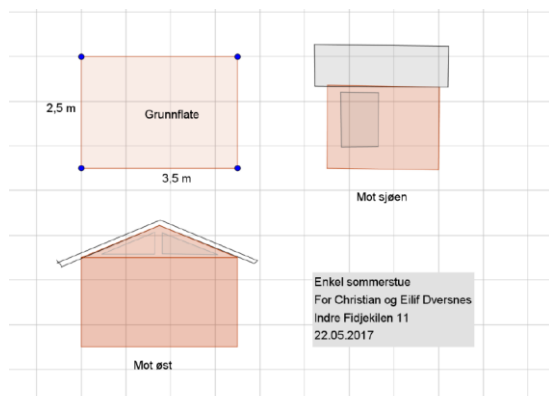 2,5 m
Grunnflate
3,5 m
Mot sjøen
Mot øst
Enkel sommerstue
For Christian og Eilif Dversnes
Indre Fidjekilen 11
22.05.2017